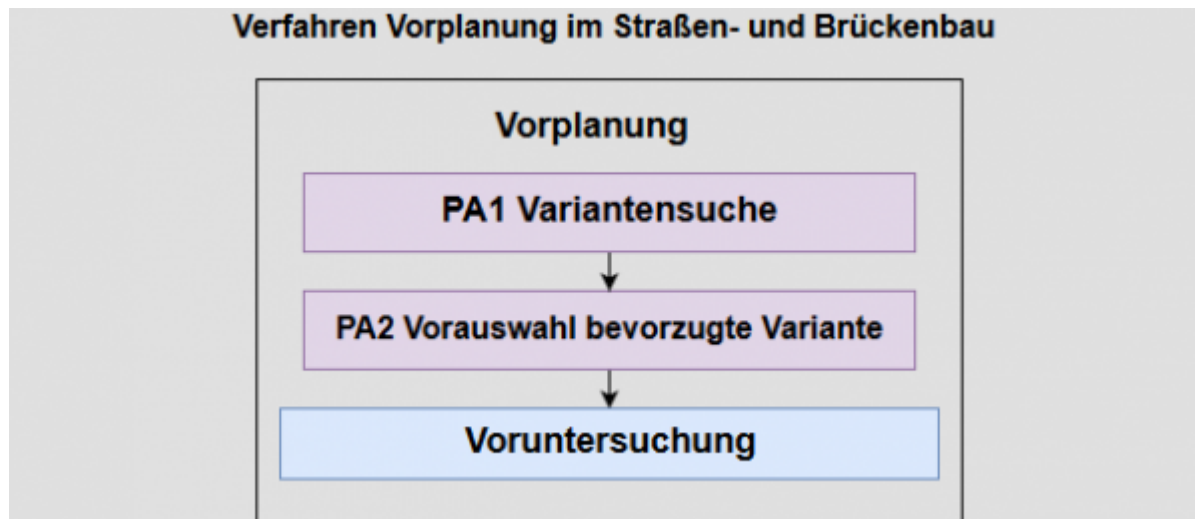 Verfahren Vorplanung im Straßen- und Brückenbau
Vorplanung
PA1 Variantensuche
PA2 Vorauswahl bevorzugte Variante
Voruntersuchung